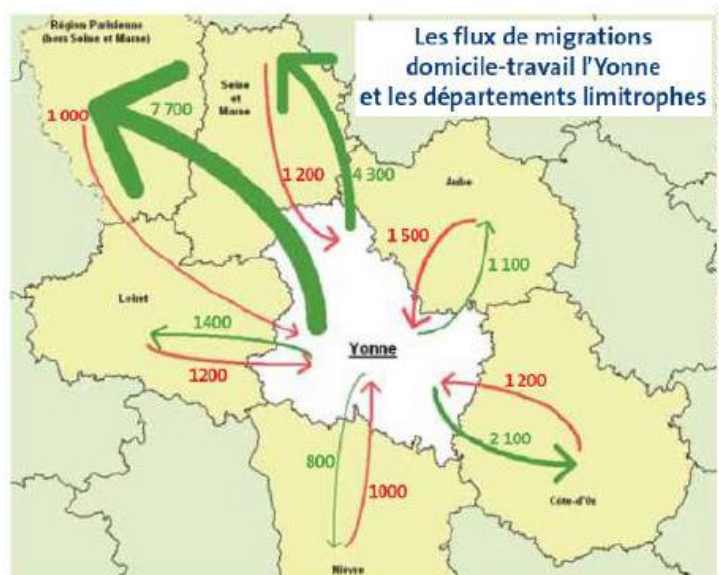 Région Parisienne
(hors Seine et Marne)
Les flux de migrations
domicile-travail l'Yonne
et les départements limitrophes
Seine
et
Marne
1 000
7 700
1 200
4 300
Aube
1 500
1 100
Loiret
1400
1200
Yonne
1 200
2 100
800
1000
Côte-d'Or
Nièvre